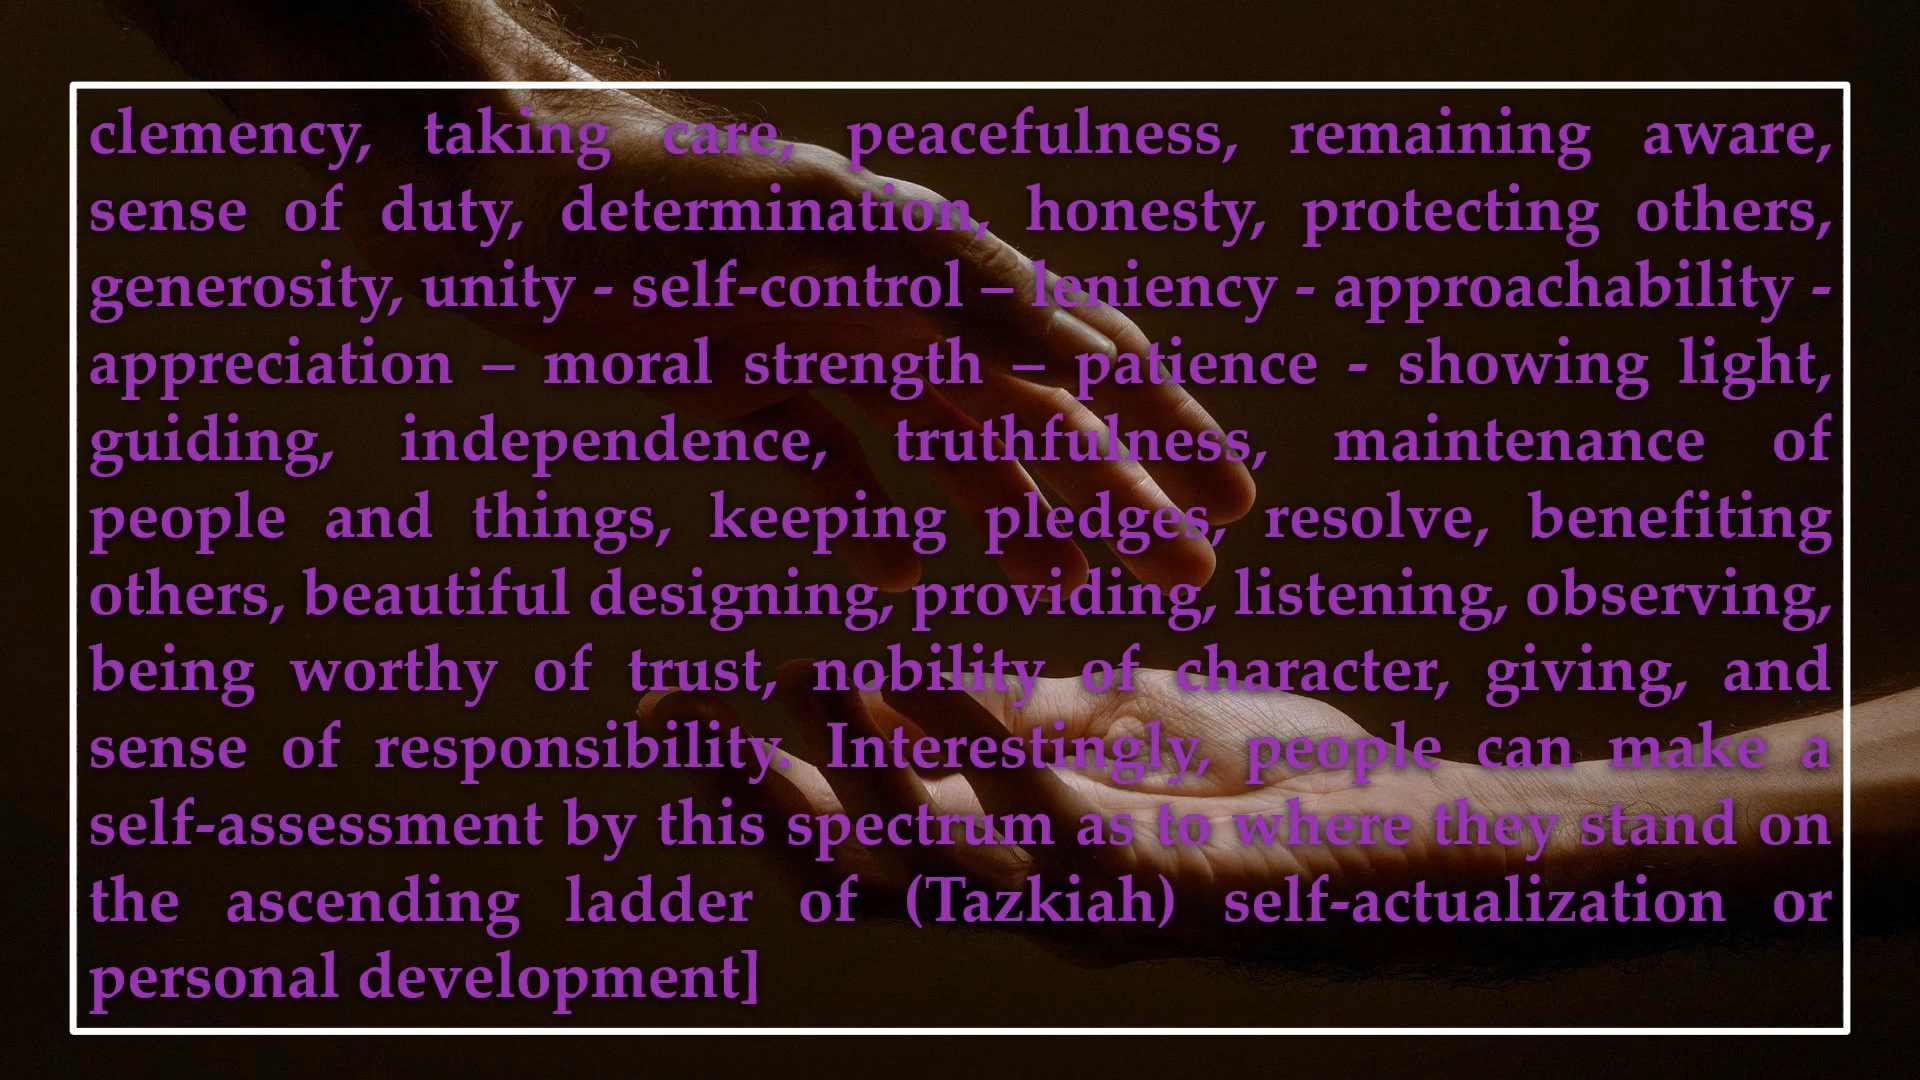 clemency, taking care, peacefulness, remaining aware,
sense of duty, determination, honesty, protecting others,
generosity, unity - self-control – leniency - approachability -
appreciation – moral strength – patience - showing light,
guiding, independence, truthfulness, maintenance of
people and things, keeping pledges, resolve, benefiting
others, beautiful designing, providing, listening, observing,
being worthy of trust, nobility of character, giving, and
sense of responsibility. Interestingly, people can make a
self-assessment by this spectrum as to where they stand on
the ascending ladder of (Tazkiah) self-actualization or
personal development]